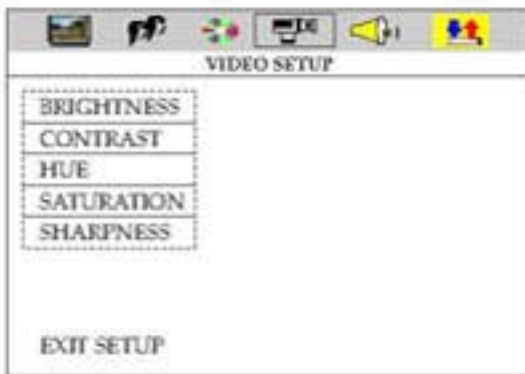 VIDEO SETUP
BRIGHTNESS
CONTRAST
HUE
SATURATION
SHARPNESS
EXIT SETUP